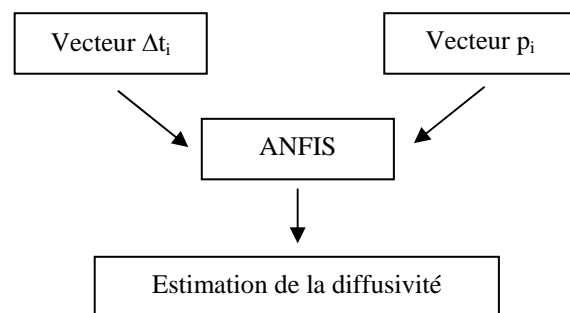 Vecteur Δtᵢ
Vecteur pᵢ
ANFIS
Estimation de la diffusivité